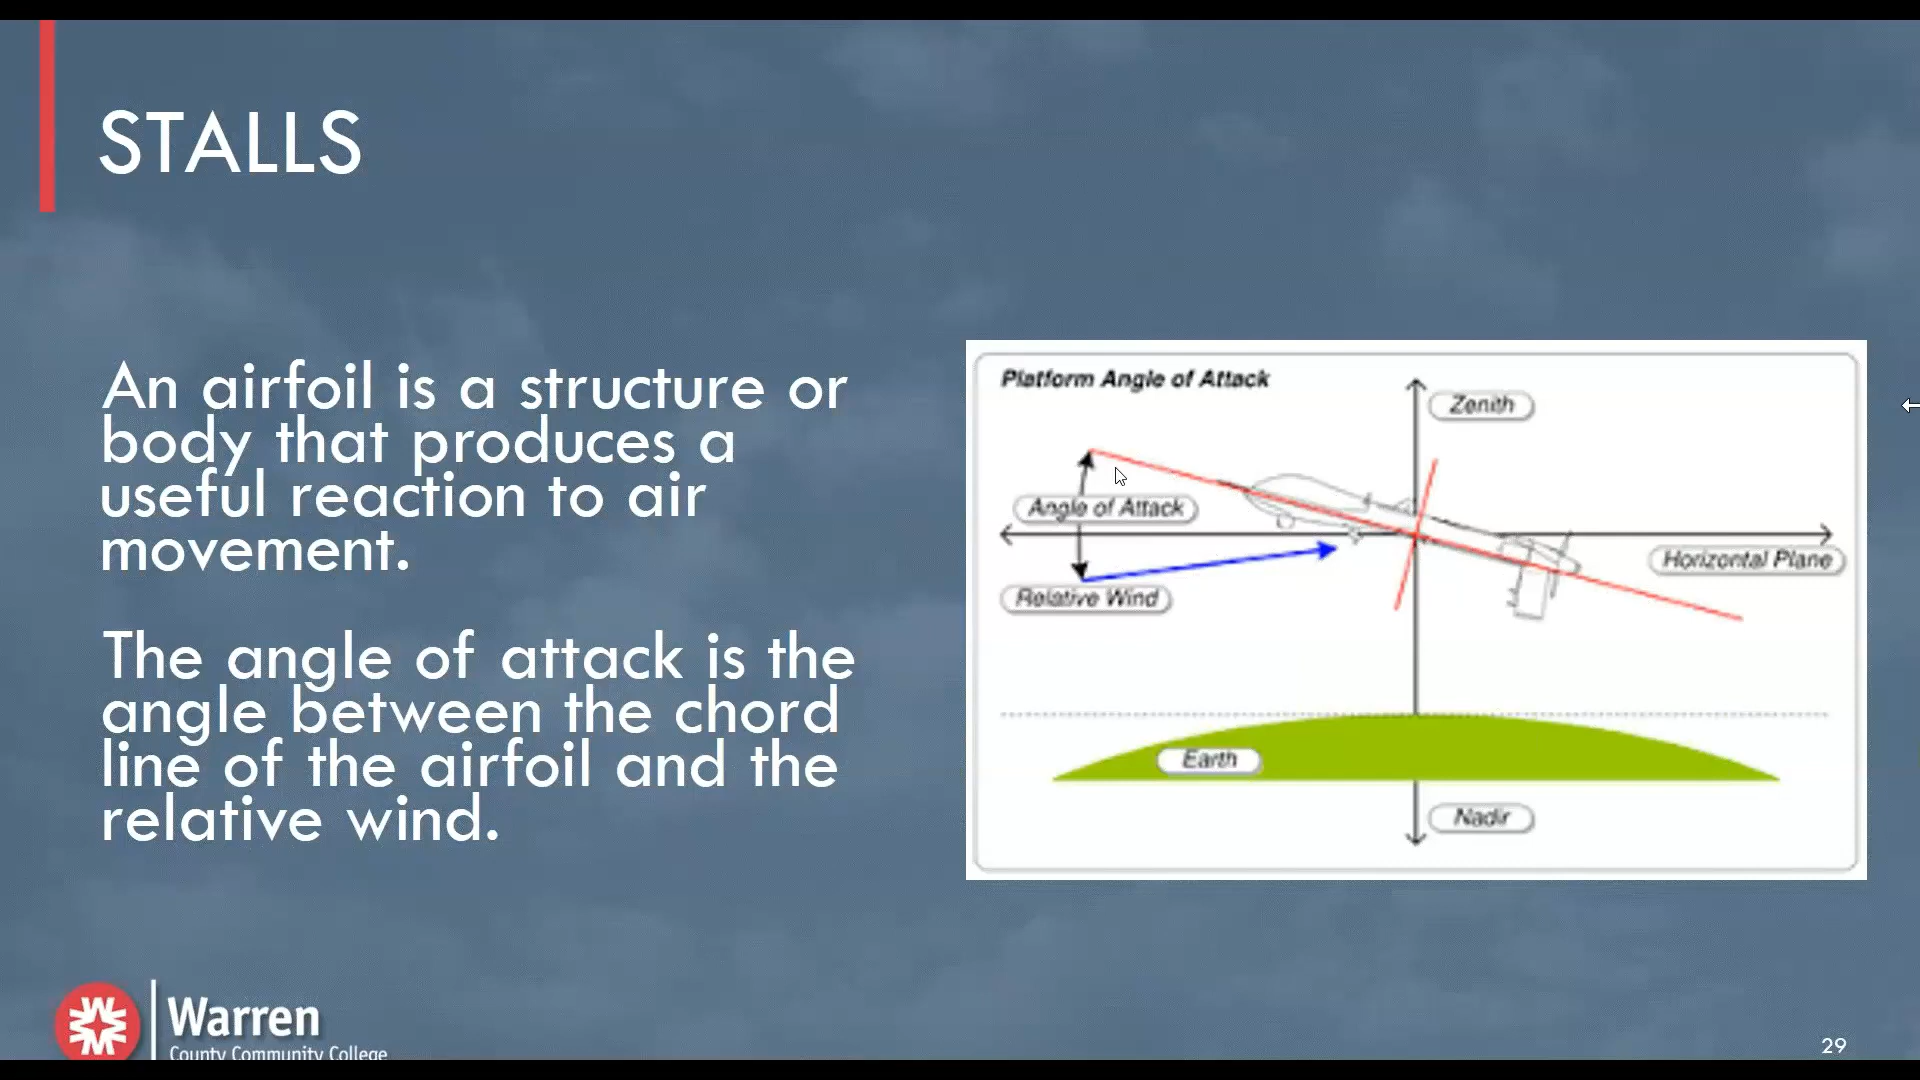 STALLS
An airfoil is a structure or
body that produces a
useful reaction to air
movement.
The angle of attack is the
angle between the chord
line of the airfoil and the
relative wind.
Platform Angle of Attack
Zenith
Angle of Attack
Horizontal Plane
Relative Wind
Earth
Nadir
Warren
County Community College
29